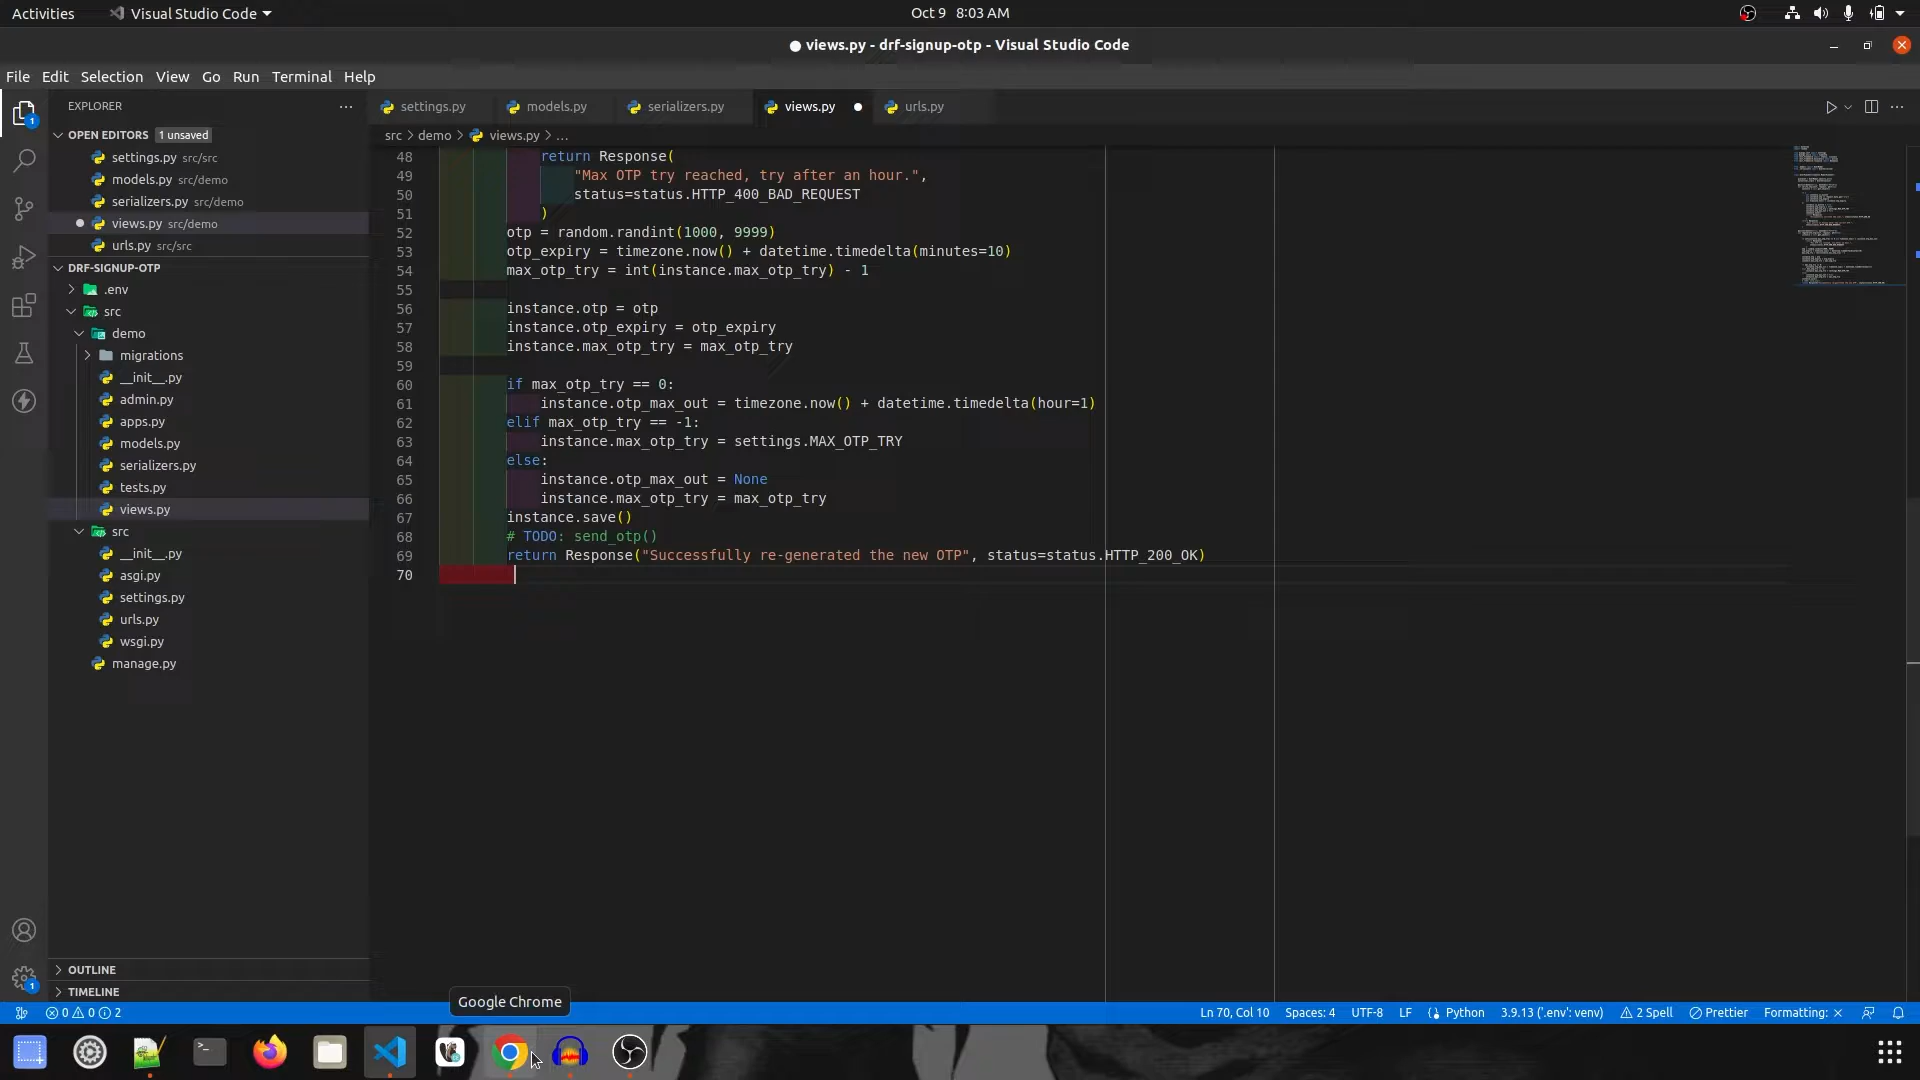 Activities
Visual Studio Code
Oct 9 8:03 AM
views.py - drf-signup-otp - Visual Studio Code
File Edit Selection View Go Run Terminal Help
EXPLORER
settings.py
models.py
serializers.py
views.py
urls.py
src > demo > views.py > ...
OPEN EDITORS 1 unsaved
settings.py src/src
models.py src/demo
serializers.py src/demo
views.py src/demo
urls.py src/src
DRF-SIGNUP-OTP
.env
src
demo
migrations
__init__.py
admin.py
apps.py
models.py
serializers.py
tests.py
views.py
src
__init__.py
asgi.py
settings.py
urls.py
wsgi.py
manage.py
OUTLINE
TIMELINE
48 return Response(
49 "Max OTP try reached, try after an hour.",
50 status=status.HTTP_400_BAD_REQUEST
51 )
52 otp = random.randint(1000, 9999)
53 otp_expiry = timezone.now() + datetime.timedelta(minutes=10)
54 max_otp_try = int(instance.max_otp_try) - 1
55
56 instance.otp = otp
57 instance.otp_expiry = otp_expiry
58 instance.max_otp_try = max_otp_try
59
60 if max_otp_try == 0:
61 instance.otp_max_out = timezone.now() + datetime.timedelta(hour=1)
62 elif max_otp_try == -1:
63 instance.max_otp_try = settings.MAX_OTP_TRY
64 else:
65 instance.otp_max_out = None
66 instance.max_otp_try = max_otp_try
67 instance.save()
68 # TODO: send_otp()
69 return Response("Successfully re-generated the new OTP", status=status.HTTP_200_OK)
70
1
1
Google Chrome
0 0 2
Ln 70, Col 10
Spaces: 4
UTF-8
LF
Python
3.9.13 ('.env': venv)
2 Spell
Prettier
Formatting: ×